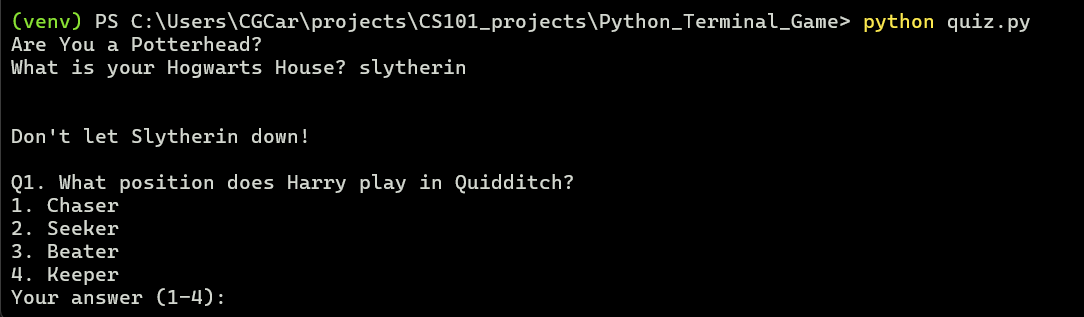 (venv) PS C:\Users\CGCar\projects\CS101_projects\Python_Terminal_Game> python quiz.py
Are You a Potterhead?
What is your Hogwarts House? slytherin
Don't let Slytherin down!
Q1. What position does Harry play in Quidditch?
1. Chaser
2. Seeker
3. Beater
4. Keeper
Your answer (1-4):